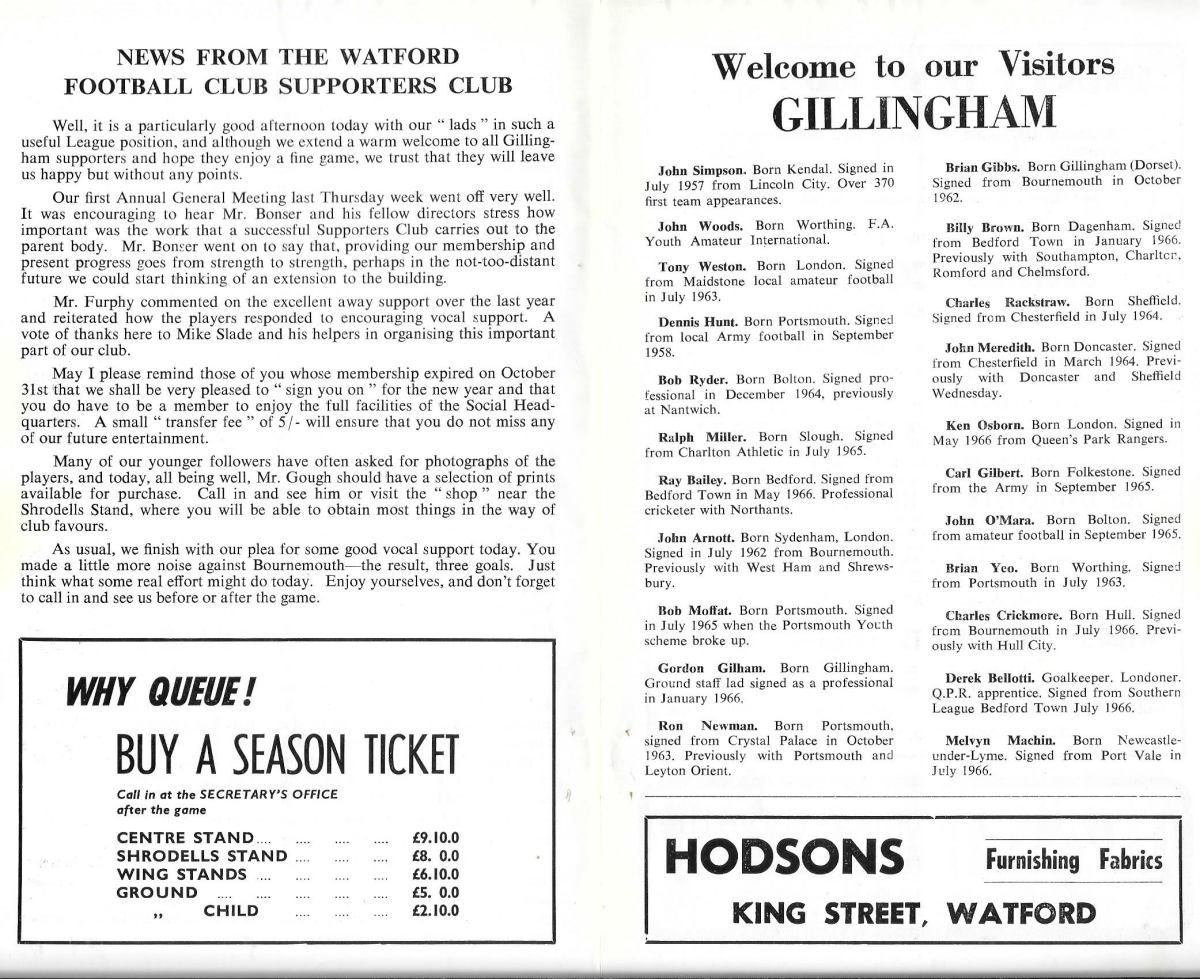 NEWS FROM THE WATFORD
FOOTBALL CLUB SUPPORTERS CLUB
Well, it is a particularly good afternoon today with our “ lads ” in such a
useful League position, and although we extend a warm welcome to all Gilling-
ham supporters and hope they enjoy a fine game, we trust that they will leave
us happy but without any points.
Our first Annual General Meeting last Thursday week went off very well.
It was encouraging to hear Mr. Bonser and his fellow directors stress how
important was the work that a successful Supporters Club carries out to the
parent body. Mr. Bonser went on to say that, providing our membership and
present progress goes from strength to strength, perhaps in the not-too-distant
future we could start thinking of an extension to the building.
Mr. Furphy commented on the excellent away support over the last year
and reiterated how the players responded to encouraging vocal support. A
vote of thanks here to Mike Slade and his helpers in organising this important
part of our club.
May I please remind those of you whose membership expired on October
31st that we shall be very pleased to “ sign you on ” for the new year and that
you do have to be a member to enjoy the full facilities of the Social Head-
quarters. A small “ transfer fee ” of 5/- will ensure that you do not miss any
of our future entertainment.
Many of our younger followers have often asked for photographs of the
players, and today, all being well, Mr. Gough should have a selection of prints
available for purchase. Call in and see him or visit the “ shop ” near the
Shrodells Stand, where you will be able to obtain most things in the way of
club favours.
As usual, we finish with our plea for some good vocal support today. You
made a little more noise against Bournemouth—the result, three goals. Just
think what some real effort might do today. Enjoy yourselves, and don't forget
to call in and see us before or after the game.
WHY QUEUE!
BUY A SEASON TICKET
Call in at the SECRETARY'S OFFICE
after the game
CENTRE STAND .... .... .... .... £9.10.0
SHRODELLS STAND .... .... .... £8. 0.0
WING STANDS .... .... .... .... £6.10.0
GROUND .... .... .... .... .... £5. 0.0
,, CHILD .... .... .... £2.10.0
Welcome to our Visitors
GILLINGHAM
John Simpson. Born Kendal. Signed in
July 1957 from Lincoln City. Over 370
first team appearances.
John Woods. Born Worthing. F.A.
Youth Amateur International.
Tony Weston. Born London. Signed
from Maidstone local amateur football
in July 1963.
Dennis Hunt. Born Portsmouth. Signed
from local Army football in September
1958.
Bob Ryder. Born Bolton. Signed pro-
fessional in December 1964, previously
at Nantwich.
Ralph Miller. Born Slough. Signed
from Charlton Athletic in July 1965.
Ray Bailey. Born Bedford. Signed from
Bedford Town in May 1966. Professional
cricketer with Northants.
John Arnott. Born Sydenham, London.
Signed in July 1962 from Bournemouth.
Previously with West Ham and Shrews-
bury.
Bob Moffat. Born Portsmouth. Signed
in July 1965 when the Portsmouth Youth
scheme broke up.
Gordon Gilham. Born Gillingham.
Ground staff lad signed as a professional
in January 1966.
Ron Newman. Born Portsmouth,
signed from Crystal Palace in October
1963. Previously with Portsmouth and
Leyton Orient.
Brian Gibbs. Born Gillingham (Dorset).
Signed from Bournemouth in October
1962.
Billy Brown. Born Dagenham. Signed
from Bedford Town in January 1966.
Previously with Southampton, Charlton,
Romford and Chelmsford.
Charles Rackstraw. Born Sheffield.
Signed from Chesterfield in July 1964.
John Meredith. Born Doncaster. Signed
from Chesterfield in March 1964. Previ-
ously with Doncaster and Sheffield
Wednesday.
Ken Osborn. Born London. Signed in
May 1966 from Queen's Park Rangers.
Carl Gilbert. Born Folkestone. Signed
from the Army in September 1965.
John O'Mara. Born Bolton. Signed
from amateur football in September 1965.
Brian Yeo. Born Worthing. Signed
from Portsmouth in July 1963.
Charles Crickmore. Born Hull. Signed
from Bournemouth in July 1966. Previ-
ously with Hull City.
Derek Bellotti. Goalkeeper. Londoner.
Q.P.R. apprentice. Signed from Southern
League Bedford Town July 1966.
Melvyn Machin. Born Newcastle-
under-Lyme. Signed from Port Vale in
July 1966.
HODSONS Furnishing Fabrics
KING STREET, WATFORD